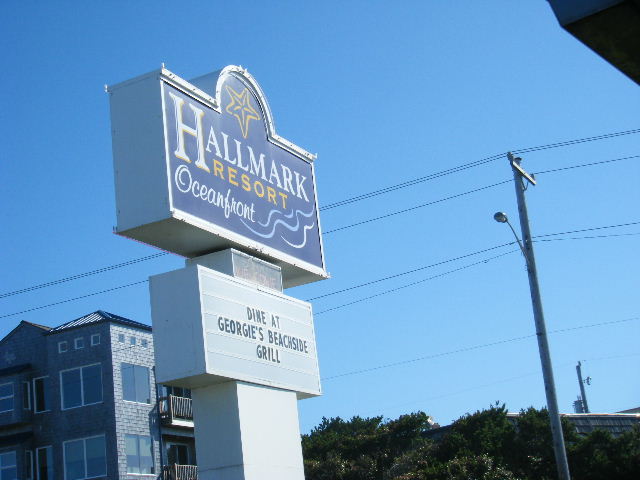 HALLMARK
RESORT
Oceanfront
DINE AT
GEORGIE'S BEACHSIDE
GRILL